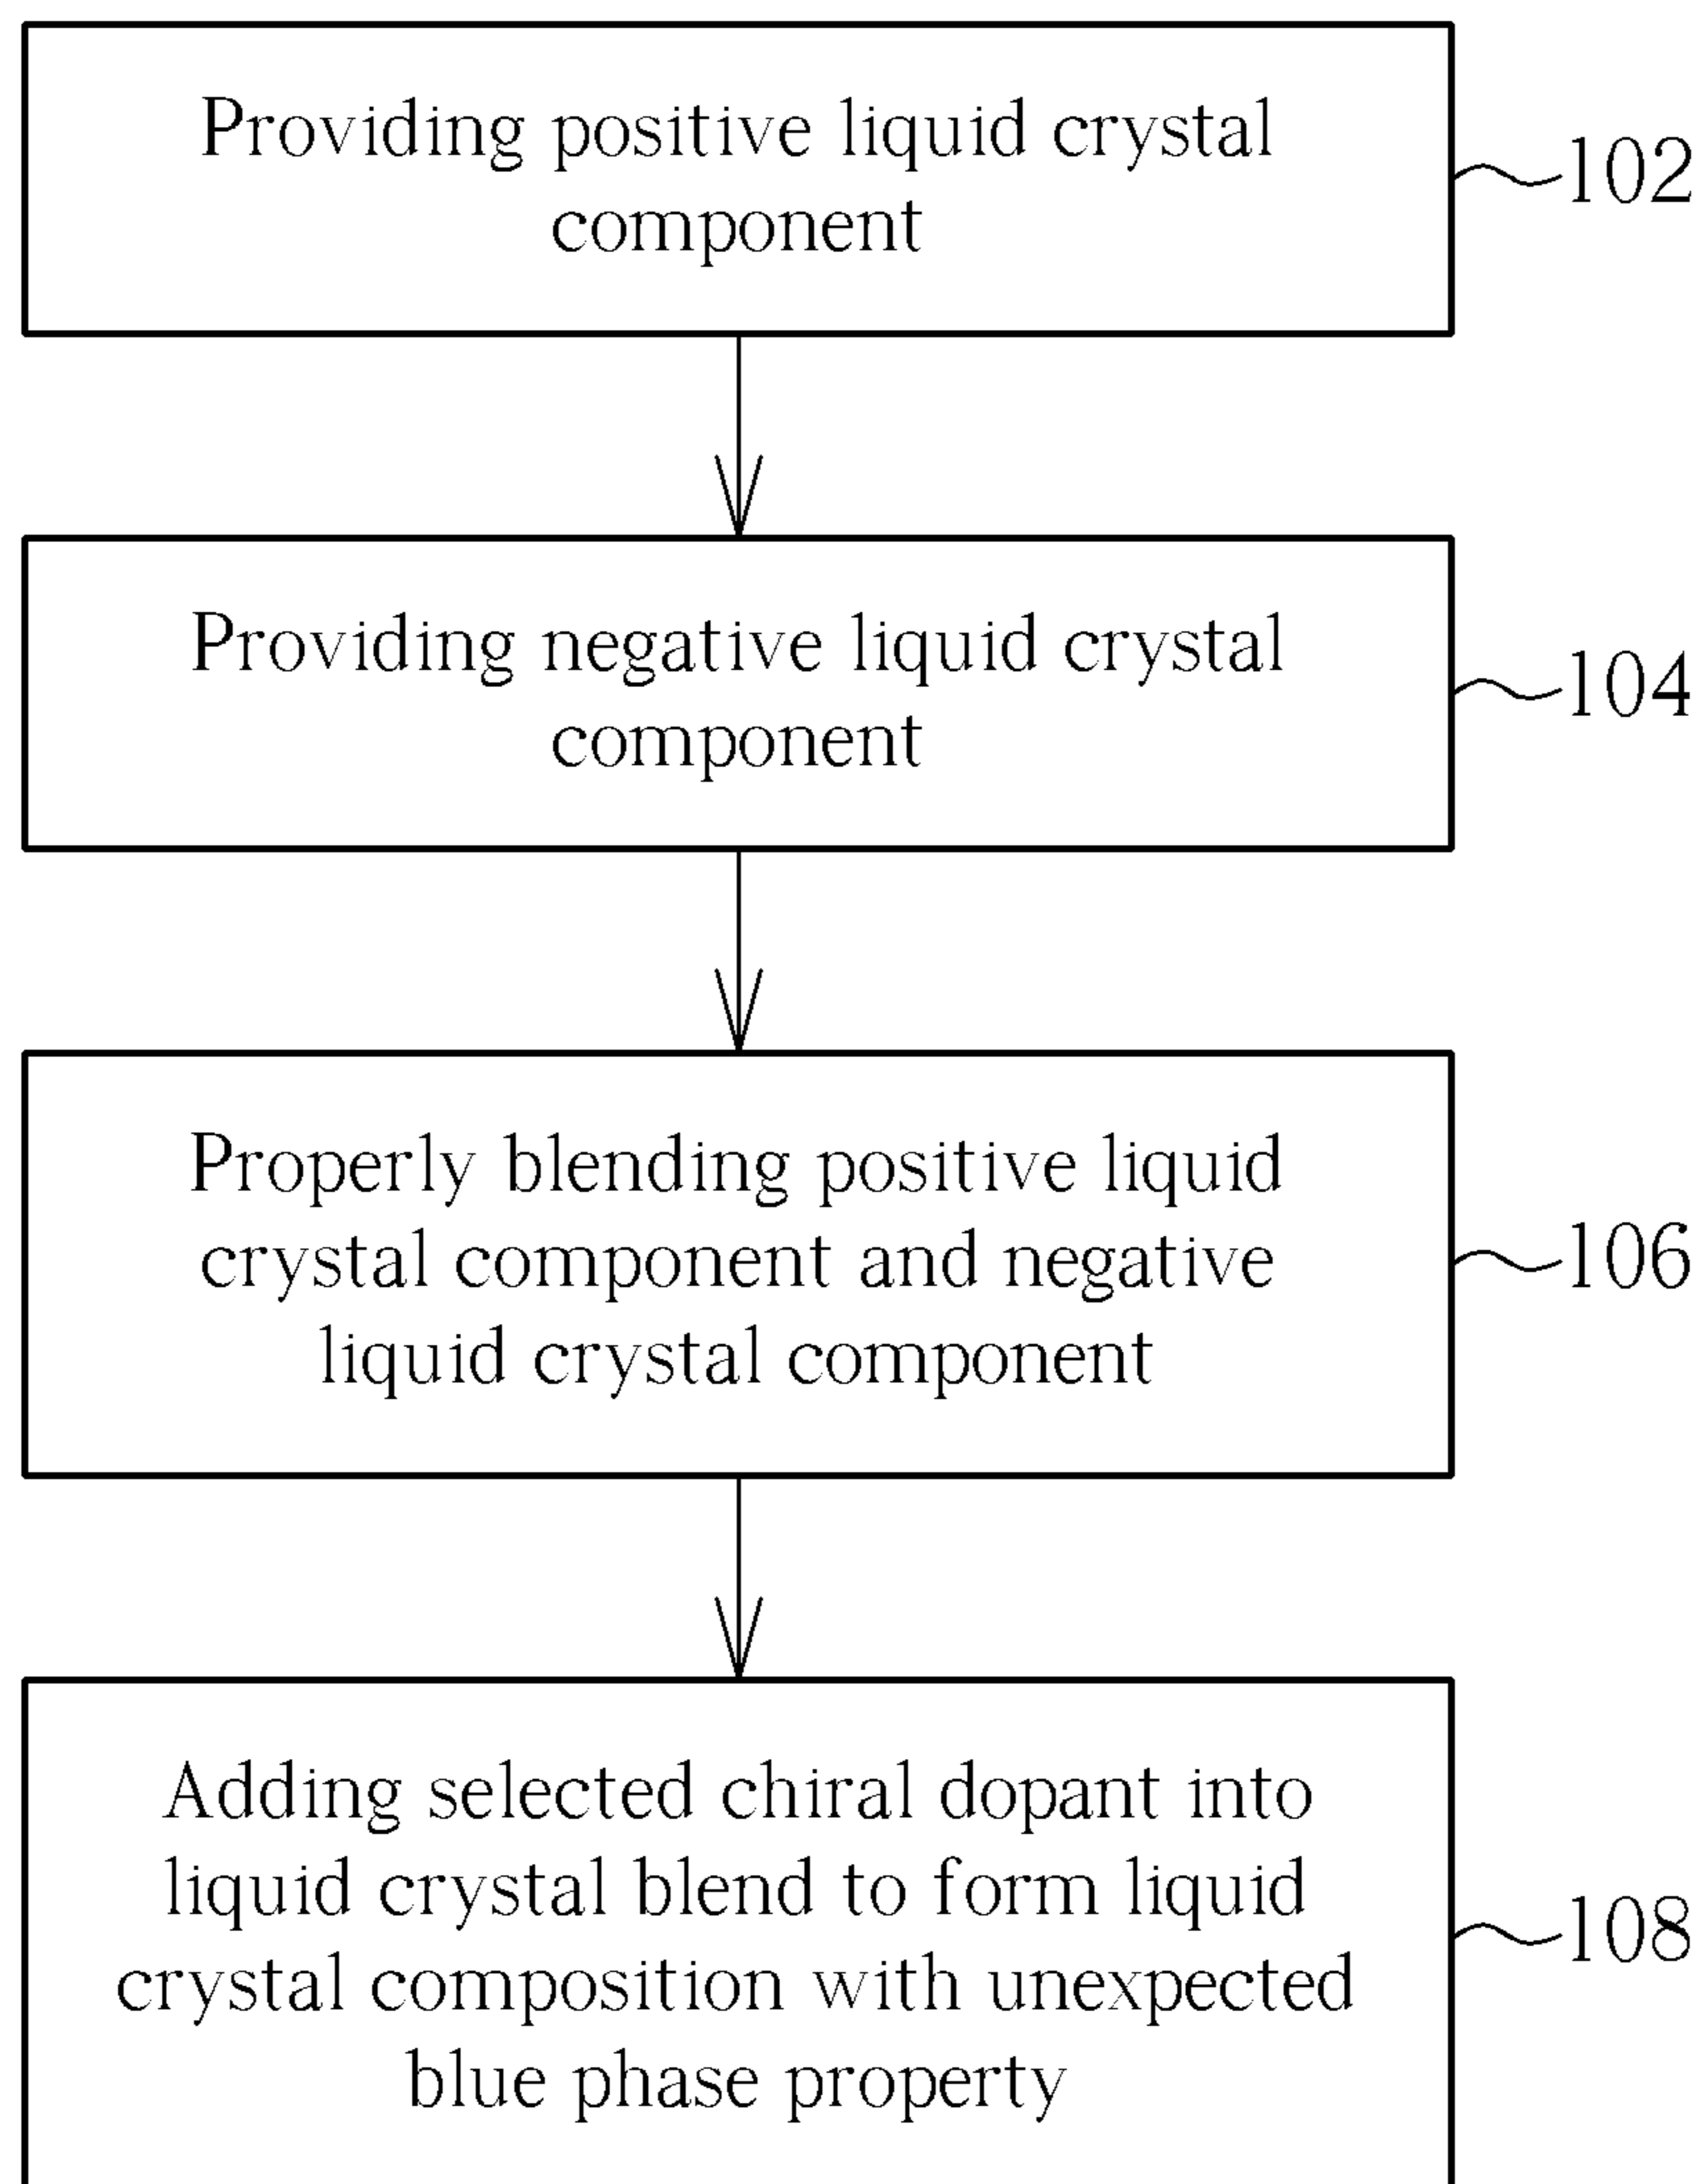 Providing positive liquid crystal
component
102
Providing negative liquid crystal
component
104
Properly blending positive liquid
crystal component and negative
liquid crystal component
106
Adding selected chiral dopant into
liquid crystal blend to form liquid
crystal composition with unexpected
blue phase property
108